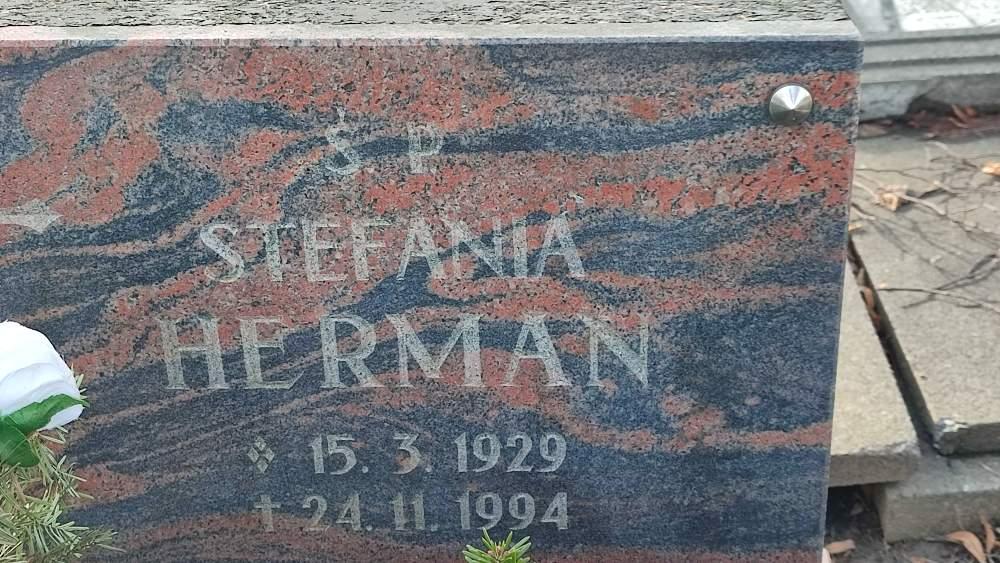 Ś P
STEFANIA
HERMAN
15. 3. 1929
✝ 24. 11. 1994